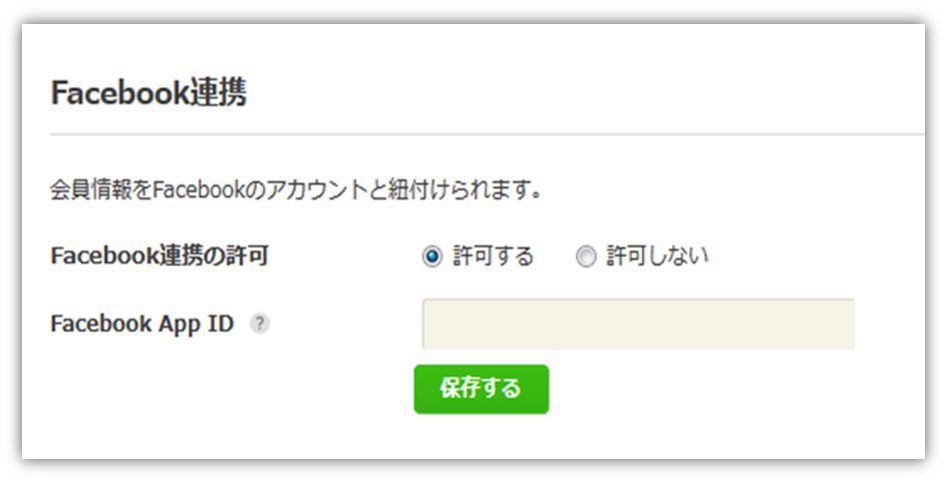 Facebook連携
会員情報をFacebookのアカウントと紐付けられます。
Facebook連携の許可 許可する 許可しない
Facebook App ID ?
保存する